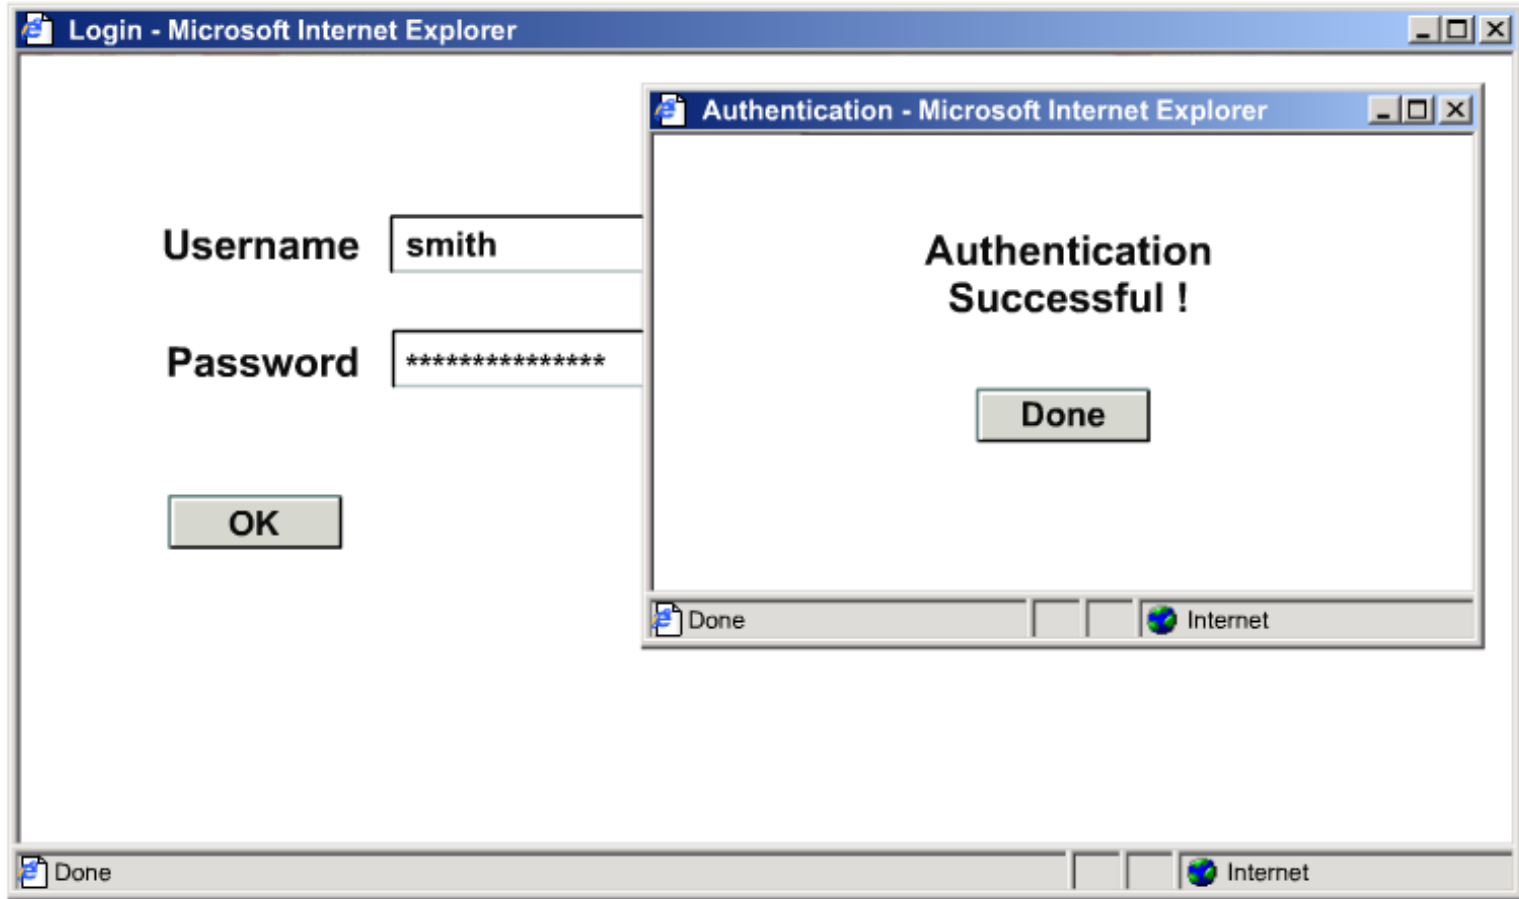 Login - Microsoft Internet Explorer
Authentication - Microsoft Internet Explorer
Username
smith
Password
***************
OK
Authentication
Successful !
Done
Done
Internet
Done
Internet